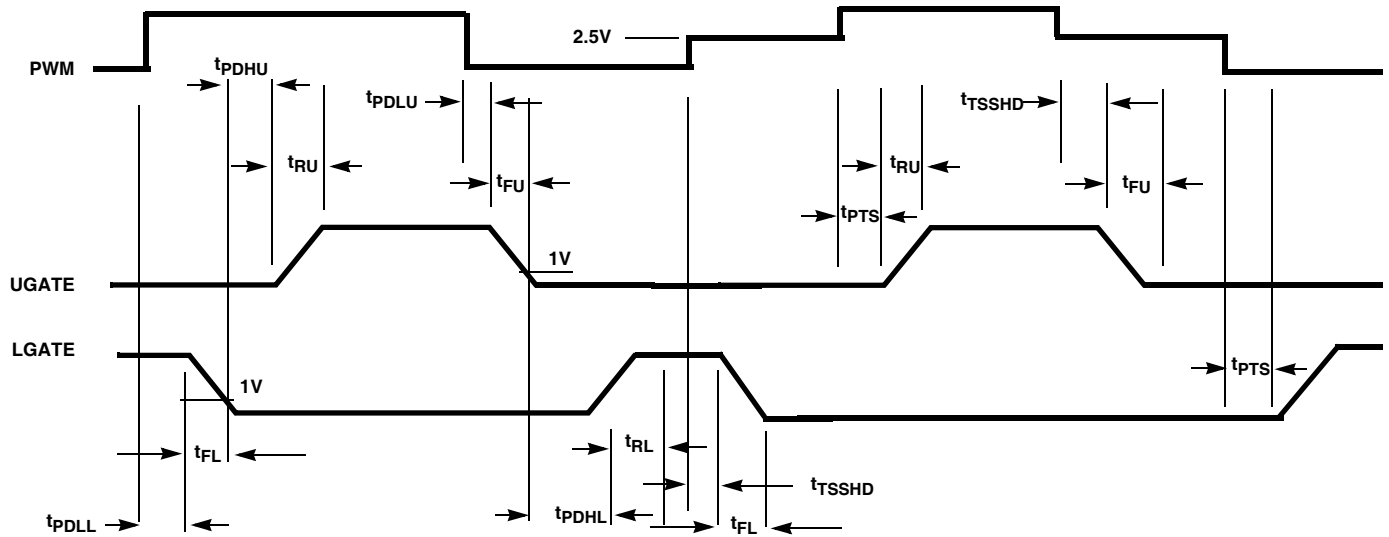 2.5V
PWM
tPDHU
tPDLU
tTSSHD
tRU
tRU
tFU
tFU
tPTS
1V
UGATE
LGATE
tPTS
1V
tRL
tFL
tTSSHD
tPDLL
tPDHL
tFL